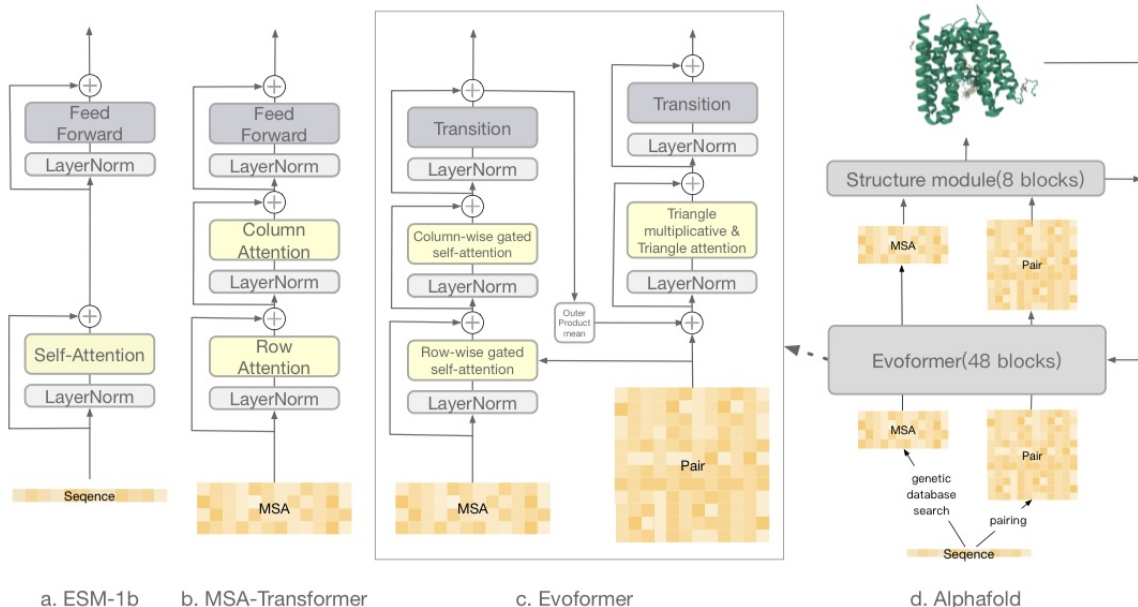 Feed
Forward
LayerNorm
Self-Attention
LayerNorm
Seqence
a. ESM-1b
Feed
Forward
LayerNorm
Column
Attention
LayerNorm
Row
Attention
LayerNorm
MSA
b. MSA-Transformer
Transition
LayerNorm
Column-wise gated
self-attention
LayerNorm
Row-wise gated
self-attention
LayerNorm
MSA
Transition
LayerNorm
Triangle
multiplicative &
Triangle attention
LayerNorm
Outer
Product
mean
Pair
c. Evoformer
Structure module(8 blocks)
MSA
Pair
Evoformer(48 blocks)
MSA
Pair
genetic
database
search
pairing
Seqence
d. Alphafold